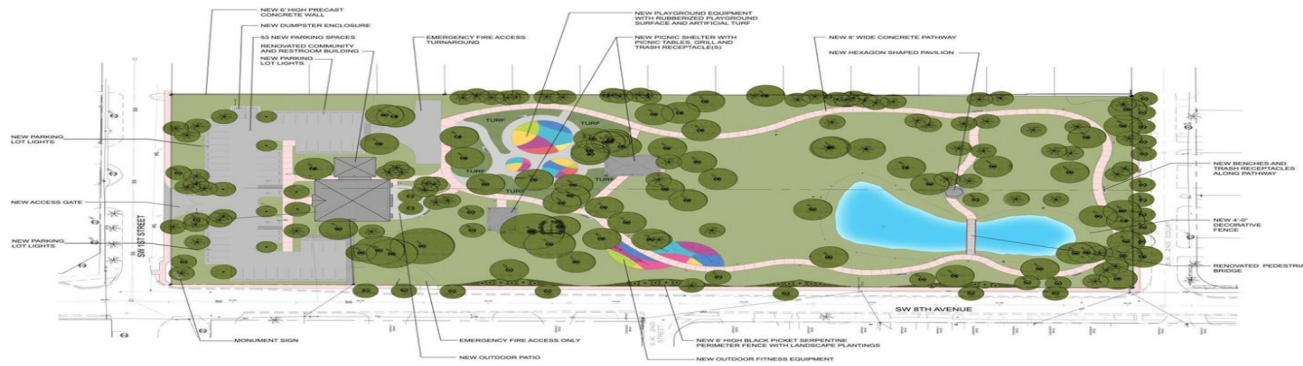 NEW 6' HIGH PRECAST
CONCRETE WALL
NEW DUMPSTER ENCLOSURE
53 NEW PARKING SPACES
RENOVATED COMMUNITY
AND RESTROOM BUILDING
NEW PARKING
LOT LIGHTS
EMERGENCY FIRE ACCESS
TURNAROUND
NEW PLAYGROUND EQUIPMENT
WITH RUBBERIZED PLAYGROUND
SURFACE AND ARTIFICIAL TURF
NEW PICNIC SHELTER WITH
PICNIC TABLES, GRILL AND
TRASH RECEPTACLE(S)
NEW 8' WIDE CONCRETE PATHWAY
NEW HEXAGON SHAPED PAVILION
TURF
TURF
TURF
TURF
TURF
NEW PARKING
LOT LIGHTS
NEW ACCESS GATE
NEW PARKING
LOT LIGHTS
SW 1ST STREET
NEW BENCHES AND
TRASH RECEPTACLES
ALONG PATHWAY
NEW 4'-0"
DECORATIVE
FENCE
RENOVATED PEDESTRIA
BRIDGE
SW 8TH AVENUE
MONUMENT SIGN
EMERGENCY FIRE ACCESS ONLY
NEW OUTDOOR PATIO
S.W. 2ND
STREET
NEW 6' HIGH BLACK PICKET SERPENTINE
PERIMETER FENCE WITH LANDSCAPE PLANTINGS
NEW OUTDOOR FITNESS EQUIPMENT